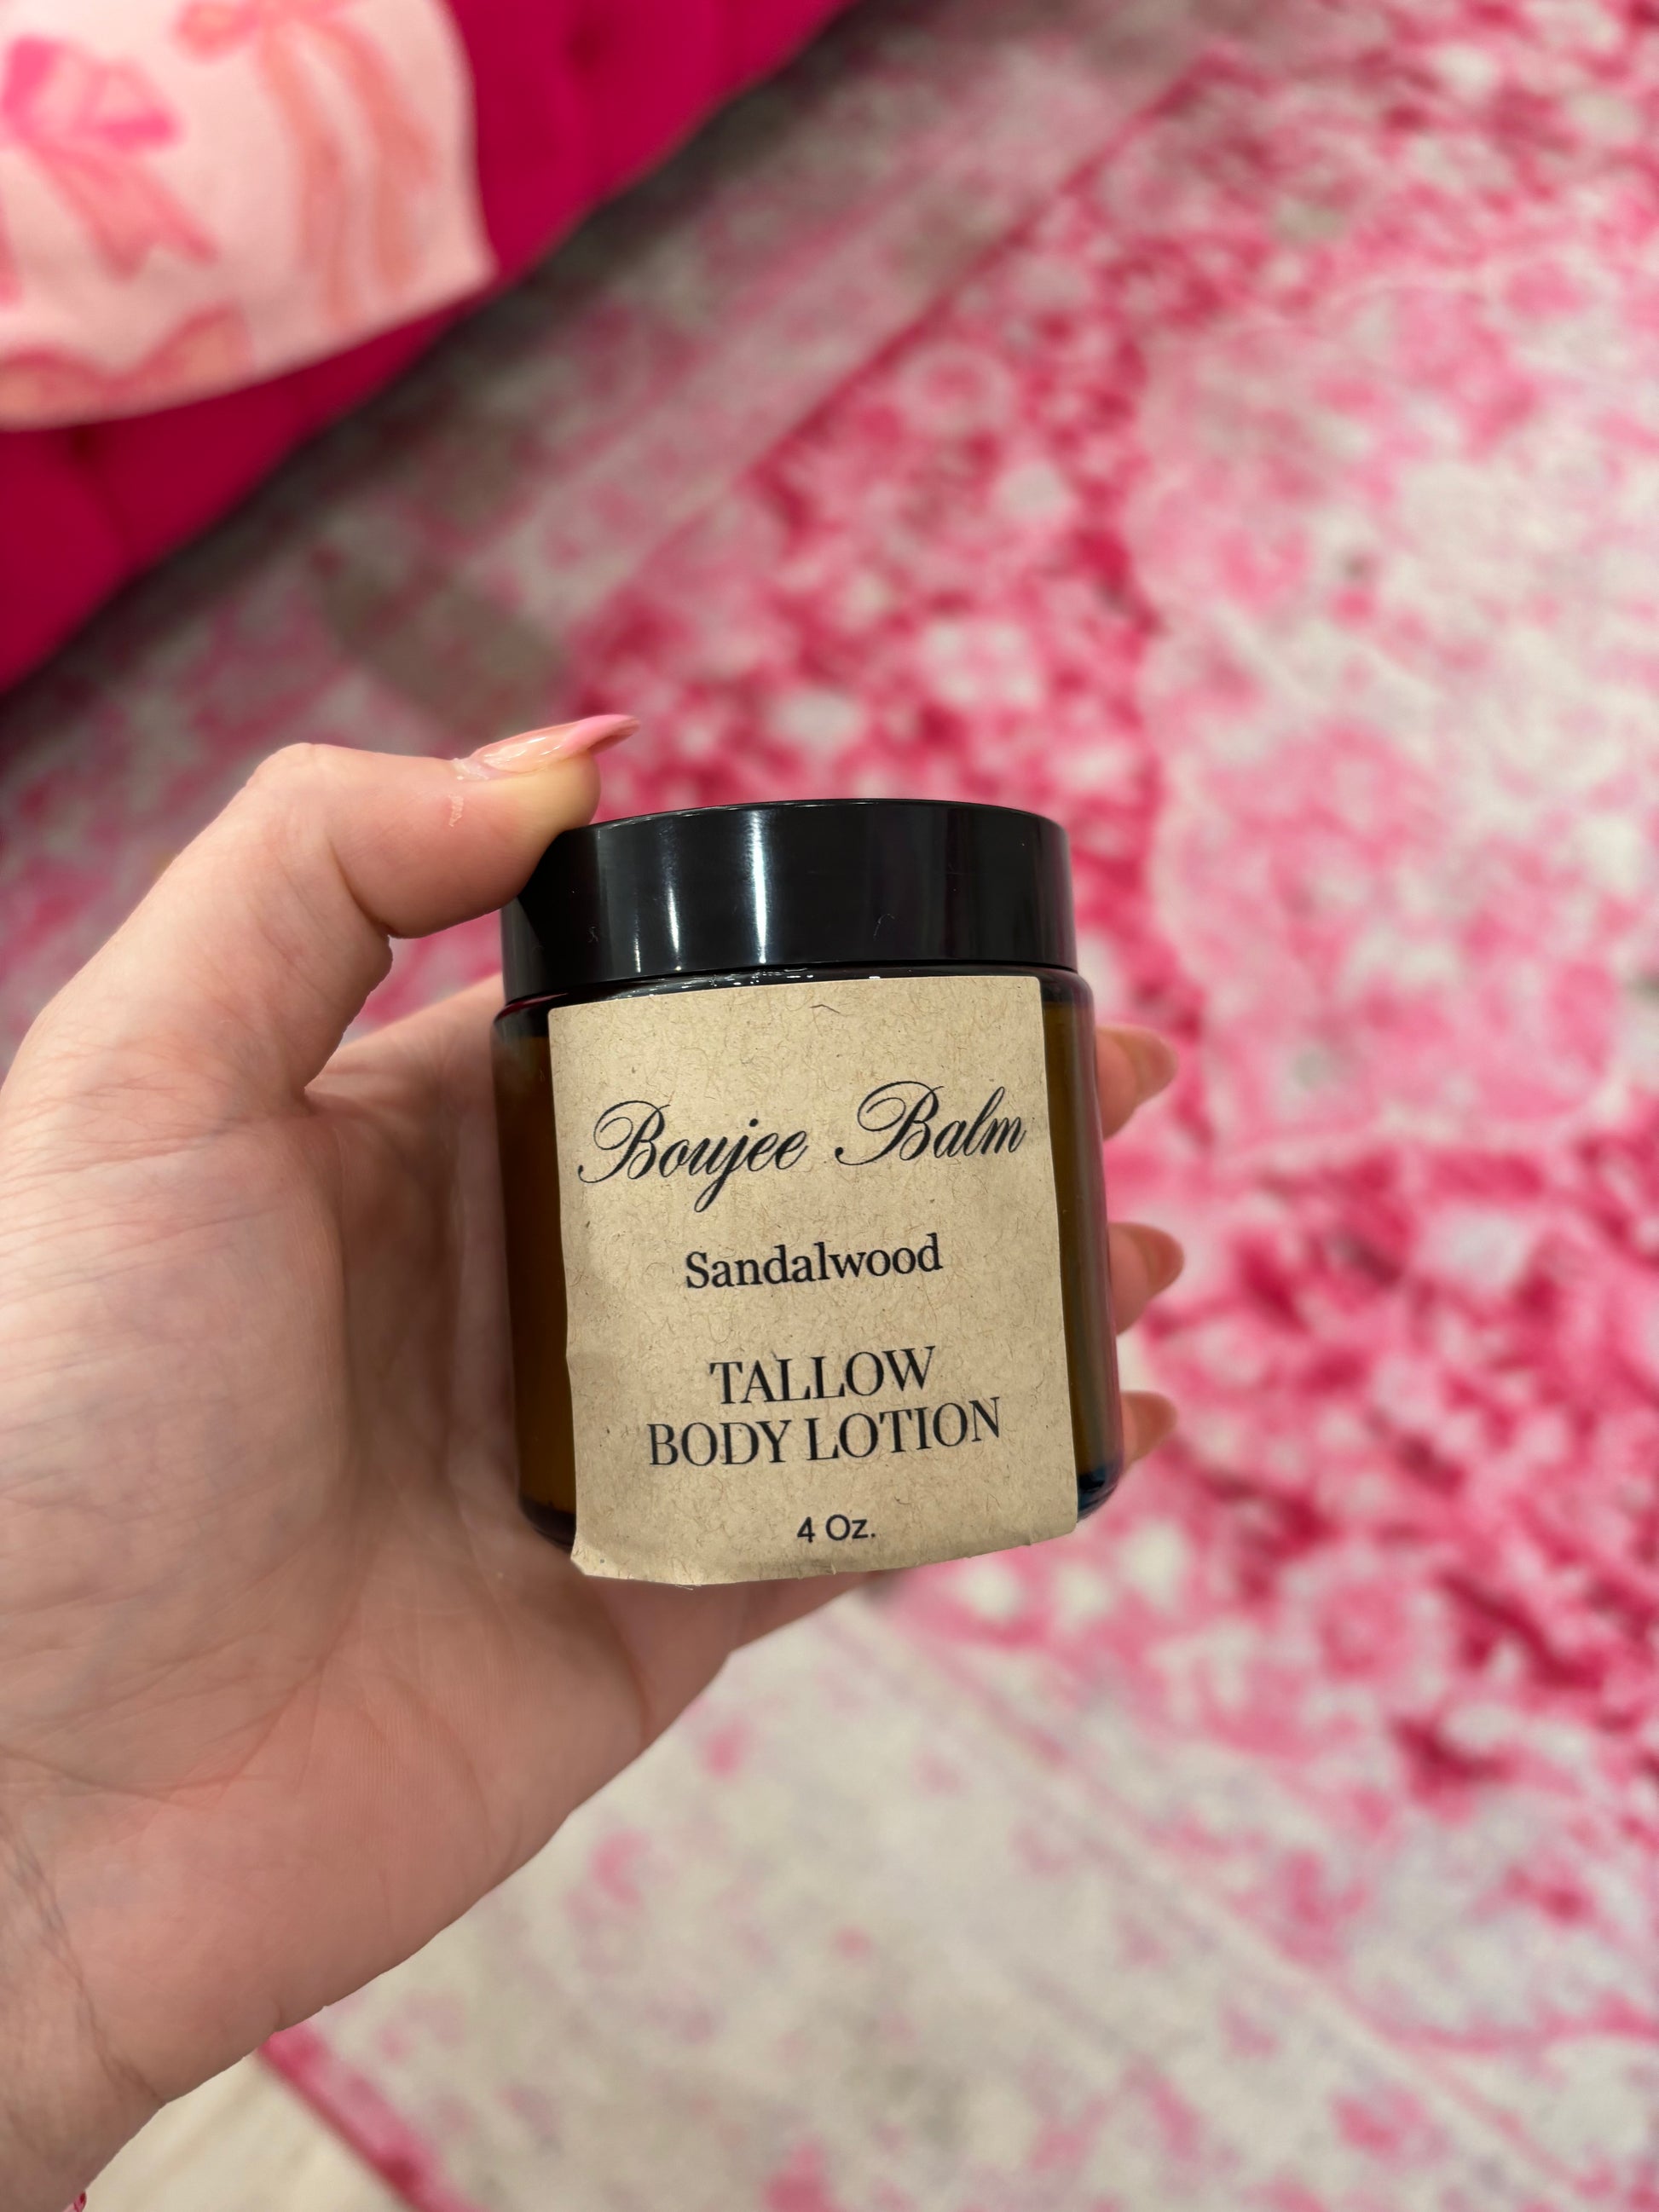 Boujee Balm
Sandalwood
TALLOW
BODY LOTION
4 Oz.